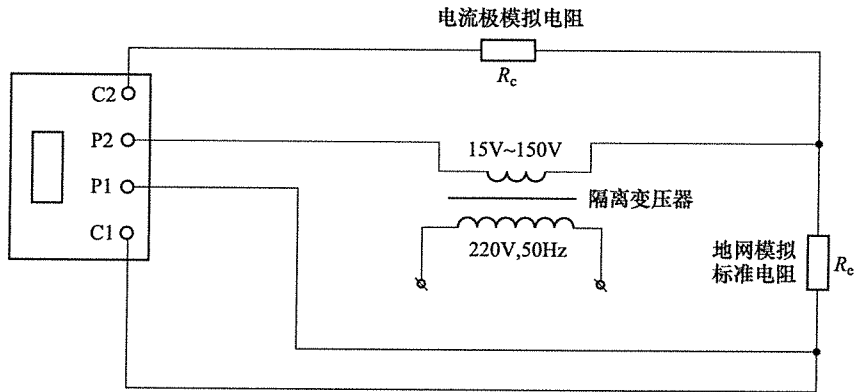 电流极模拟电阻
Rc
C2
P2
15V~150V
P1
隔离变压器
C1
220V,50Hz
地网模拟
标准电阻
Rc